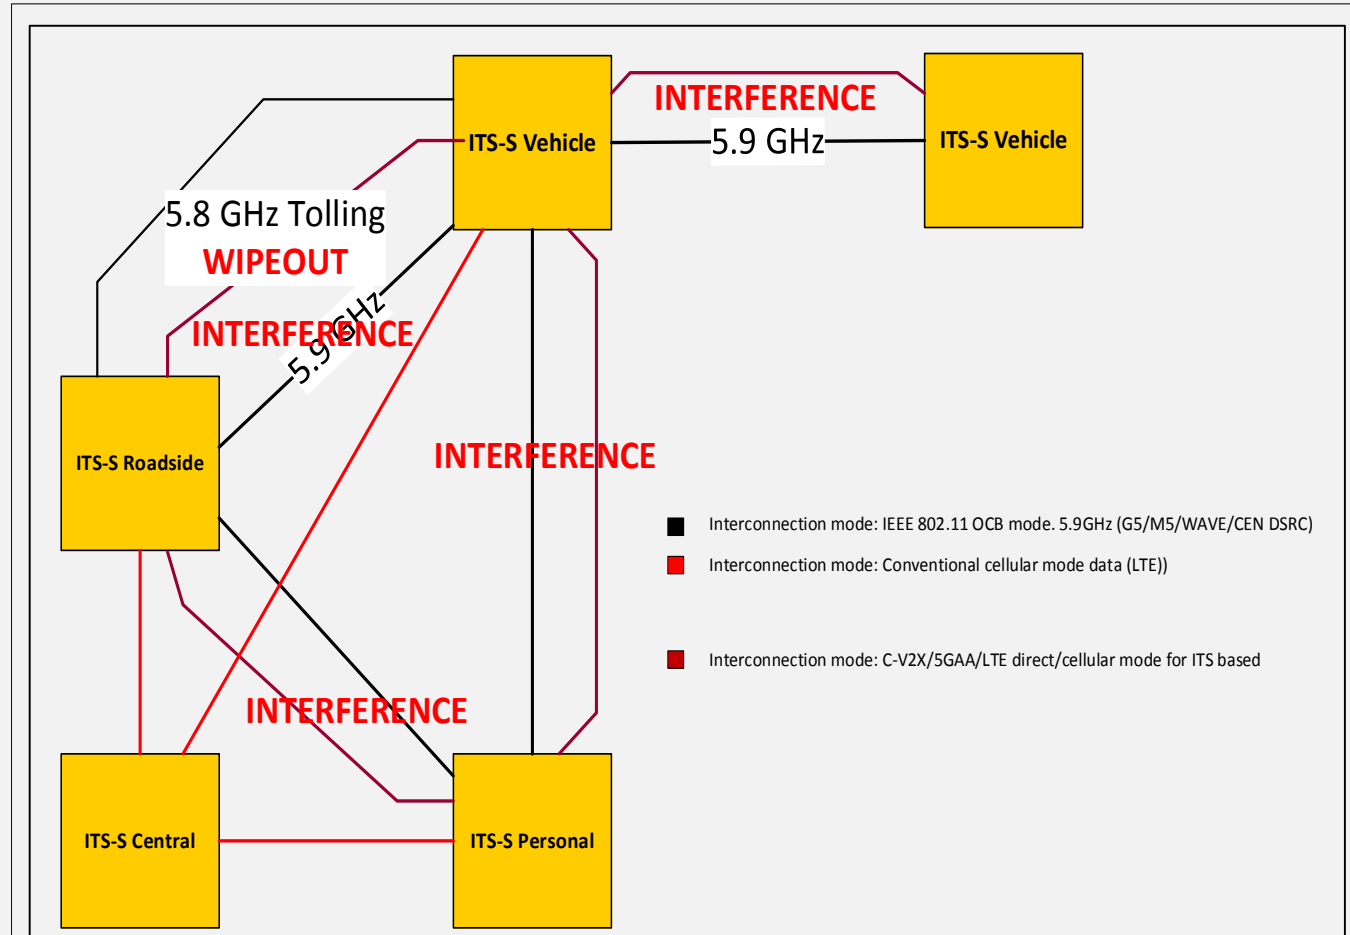 INTERFERENCE
ITS-S Vehicle
5.9 GHz
ITS-S Vehicle
5.8 GHz Tolling
WIPEOUT
INTERFERENCE
5.9 GHz
ITS-S Roadside
INTERFERENCE
Interconnection mode: IEEE 802.11 OCB mode. 5.9GHz (G5/M5/WAVE/CEN DSRC)
Interconnection mode: Conventional cellular mode data (LTE))
Interconnection mode: C-V2X/5GAA/LTE direct/cellular mode for ITS based
INTERFERENCE
ITS-S Central
ITS-S Personal